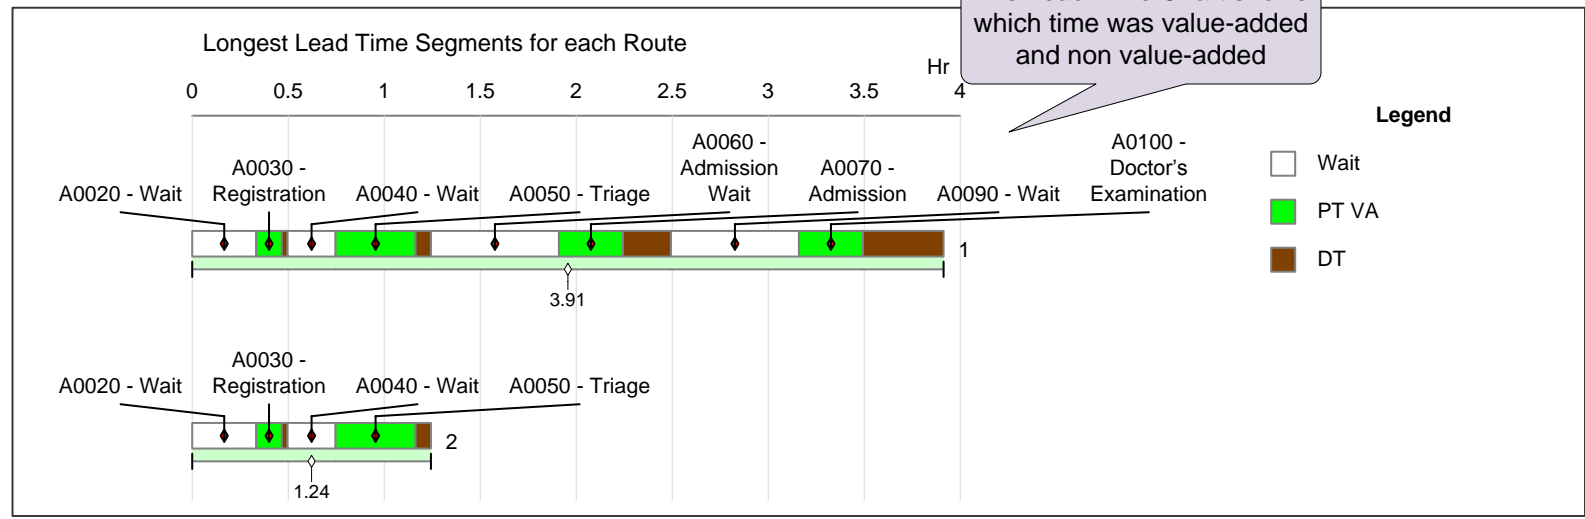 which time was value-added
and non value-added
Longest Lead Time Segments for each Route
Hr
0 0.5 1 1.5 2 2.5 3 3.5 4
Legend
Wait
PT VA
DT
A0020 - Wait
A0030 -
Registration
A0040 - Wait
A0050 - Triage
A0060 -
Admission
Wait
A0070 -
Admission
A0090 - Wait
A0100 -
Doctor's
Examination
1
3.91
A0020 - Wait
A0030 -
Registration
A0040 - Wait
A0050 - Triage
2
1.24